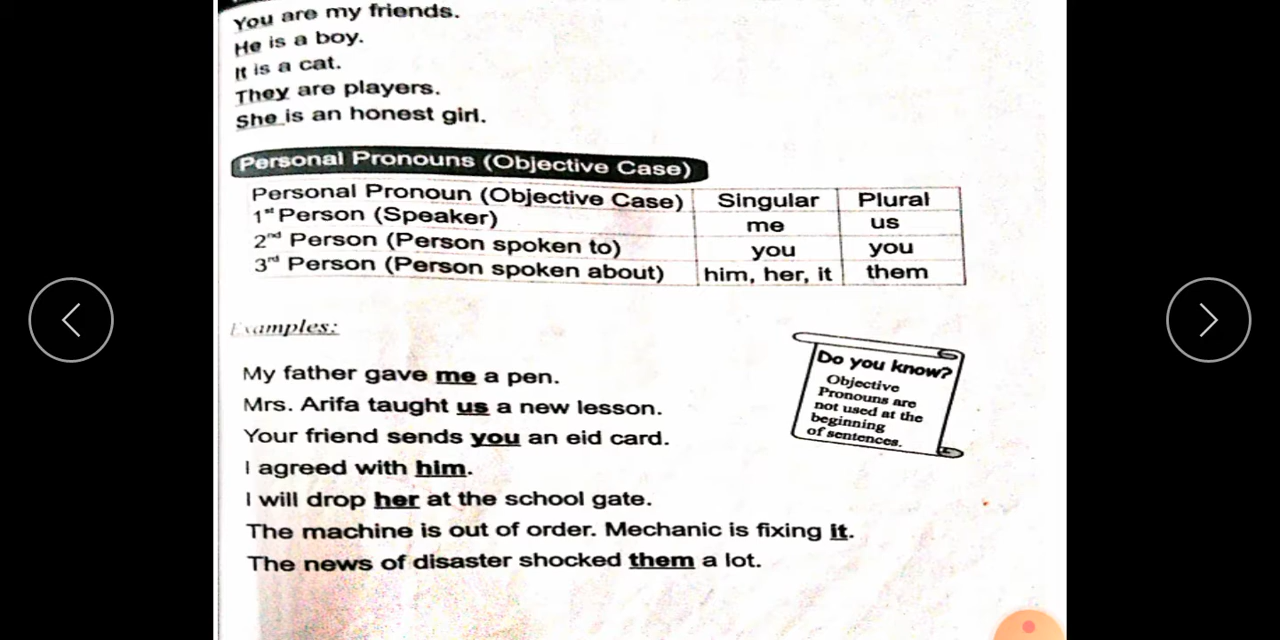 You are my friends.
He is a boy.
It is a cat.
They are players.
She is an honest girl.
Personal Pronouns (Objective Case)
Personal Pronoun (Objective Case) Singular Plural
1st Person (Speaker) me us
2nd Person (Person spoken to) you you
3rd Person (Person spoken about) him, her, it them
Examples:
My father gave me a pen.
Mrs. Arifa taught us a new lesson.
Your friend sends you an eid card.
I agreed with him.
I will drop her at the school gate.
The machine is out of order. Mechanic is fixing it.
The news of disaster shocked them a lot.
Do you know?
Objective
Pronouns are
not used at the
beginning
of sentences.